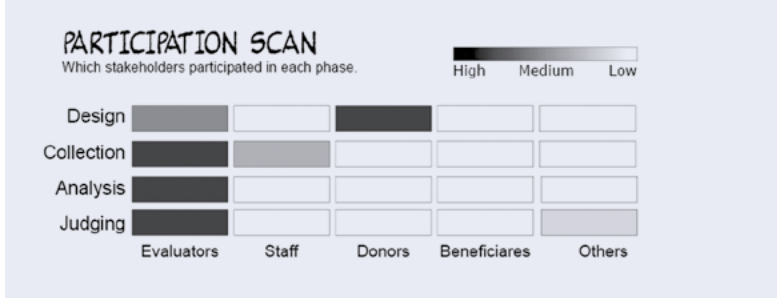 PARTICIPATION SCAN
Which stakeholders participated in each phase.
High Medium Low
Design
Collection
Analysis
Judging
Evaluators Staff Donors Beneficiares Others